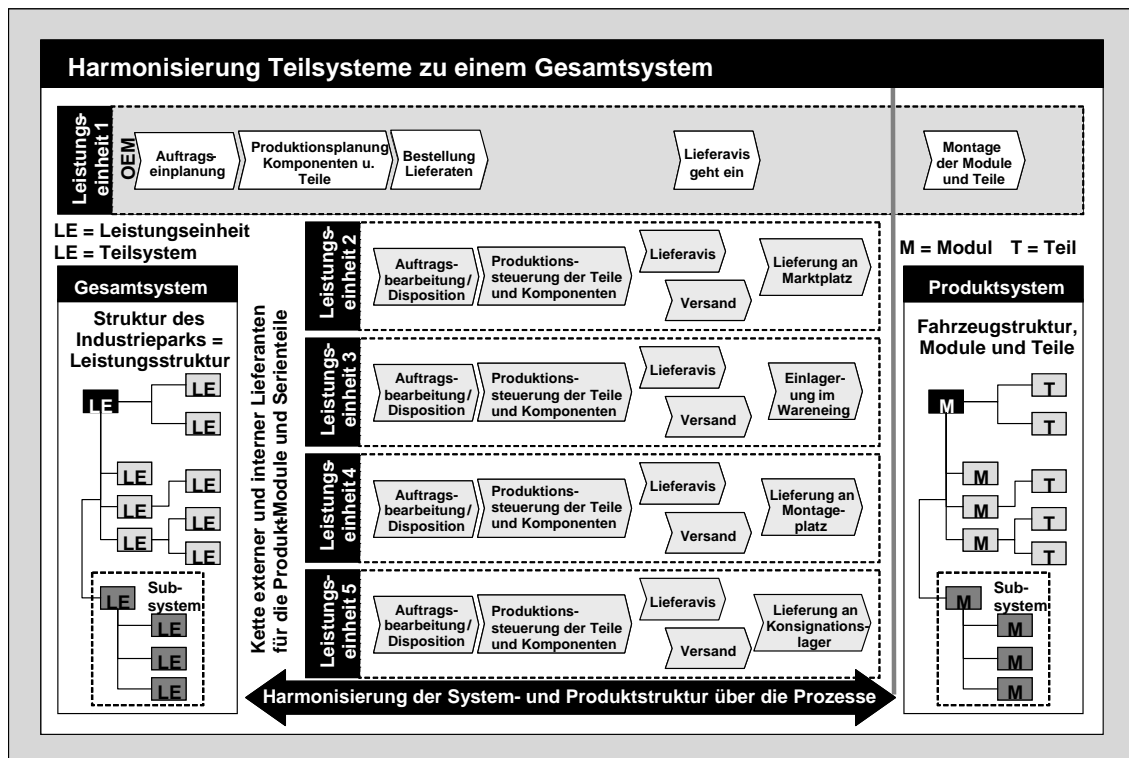 Harmonisierung Teilsysteme zu einem Gesamtsystem
Leistungs-
einheit 1
OEM
Auftrags-
einplanung
Produktionsplanung
Komponenten u.
Teile
Bestellung
Lieferaten
Lieferavis
geht ein
Montage
der Module
und Teile
LE = Leistungseinheit
LE = Teilsystem
M = Modul T = Teil
Gesamtsystem
Struktur des
Industrieparks =
Leistungsstruktur
LE
LE
LE
LE
LE
LE
LE
LE
LE
LE
Sub-
system
LE
LE
LE
Kette externer und interner Lieferanten
für die Produkt-Module und Serienteile
Leistungs-
einheit 2
Auftrags-
bearbeitung/
Disposition
Produktions-
steuerung der Teile
und Komponenten
Lieferavis
Versand
Lieferung an
Marktplatz
Leistungs-
einheit 3
Auftrags-
bearbeitung/
Disposition
Produktions-
steuerung der Teile
und Komponenten
Lieferavis
Versand
Einlager-
ung im
Wareneing
Leistungs-
einheit 4
Auftrags-
bearbeitung/
Disposition
Produktions-
steuerung der Teile
und Komponenten
Lieferavis
Versand
Lieferung an
Montage-
platz
Leistungs-
einheit 5
Auftrags-
bearbeitung/
Disposition
Produktions-
steuerung der Teile
und Komponenten
Lieferavis
Versand
Lieferung an
Konsignations-
lager
Harmonisierung der System- und Produktstruktur über die Prozesse
Produktsystem
Fahrzeugstruktur,
Module und Teile
M
T
T
M
T
M
T
M
T
M
Sub-
system
M
M
M